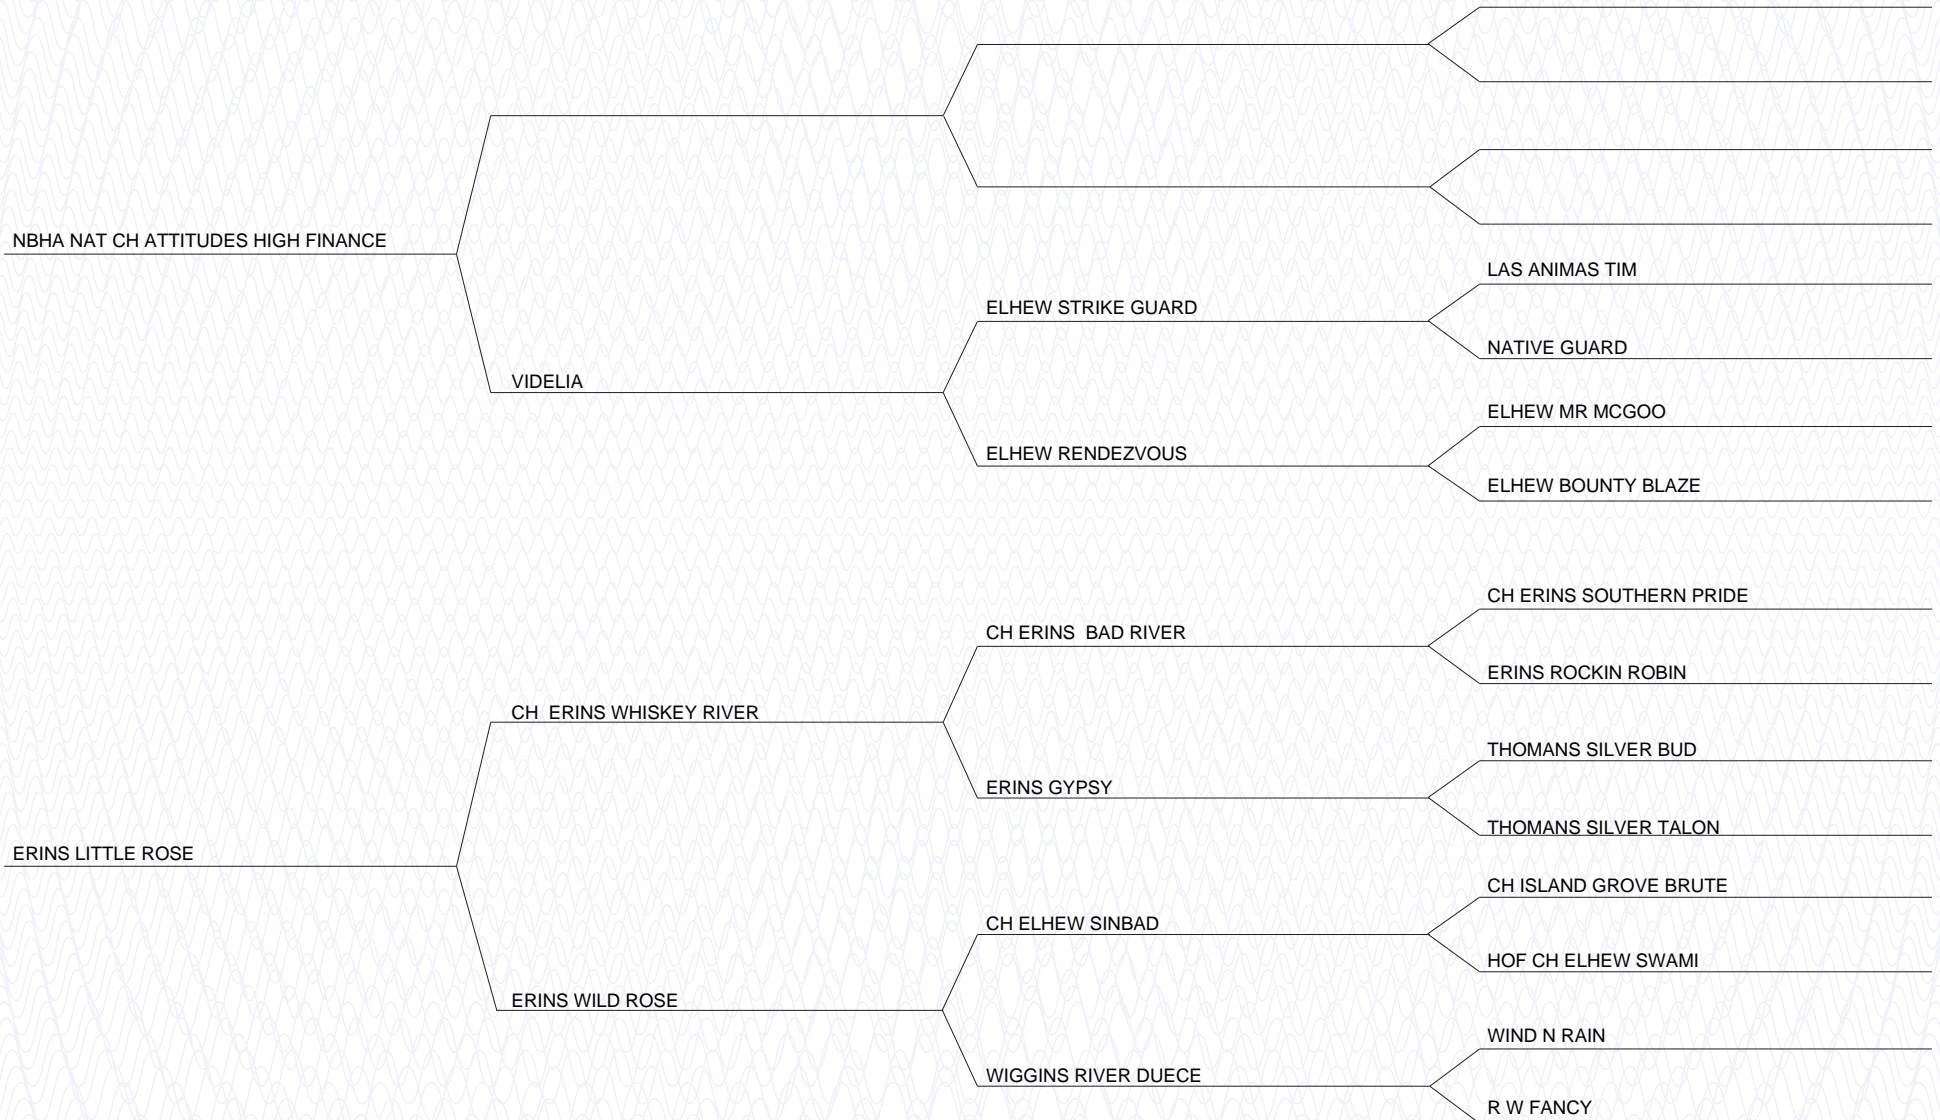 NBHA NAT CH ATTITUDES HIGH FINANCE
LAS ANIMAS TIM
ELHEW STRIKE GUARD
NATIVE GUARD
VIDELIA
ELHEW MR MCGOO
ELHEW RENDEZVOUS
ELHEW BOUNTY BLAZE
CH ERINS SOUTHERN PRIDE
CH ERINS  BAD RIVER
ERINS ROCKIN ROBIN
CH  ERINS WHISKEY RIVER
THOMANS SILVER BUD
ERINS GYPSY
THOMANS SILVER TALON
ERINS LITTLE ROSE
CH ISLAND GROVE BRUTE
CH ELHEW SINBAD
HOF CH ELHEW SWAMI
ERINS WILD ROSE
WIND N RAIN
WIGGINS RIVER DUECE
R W FANCY